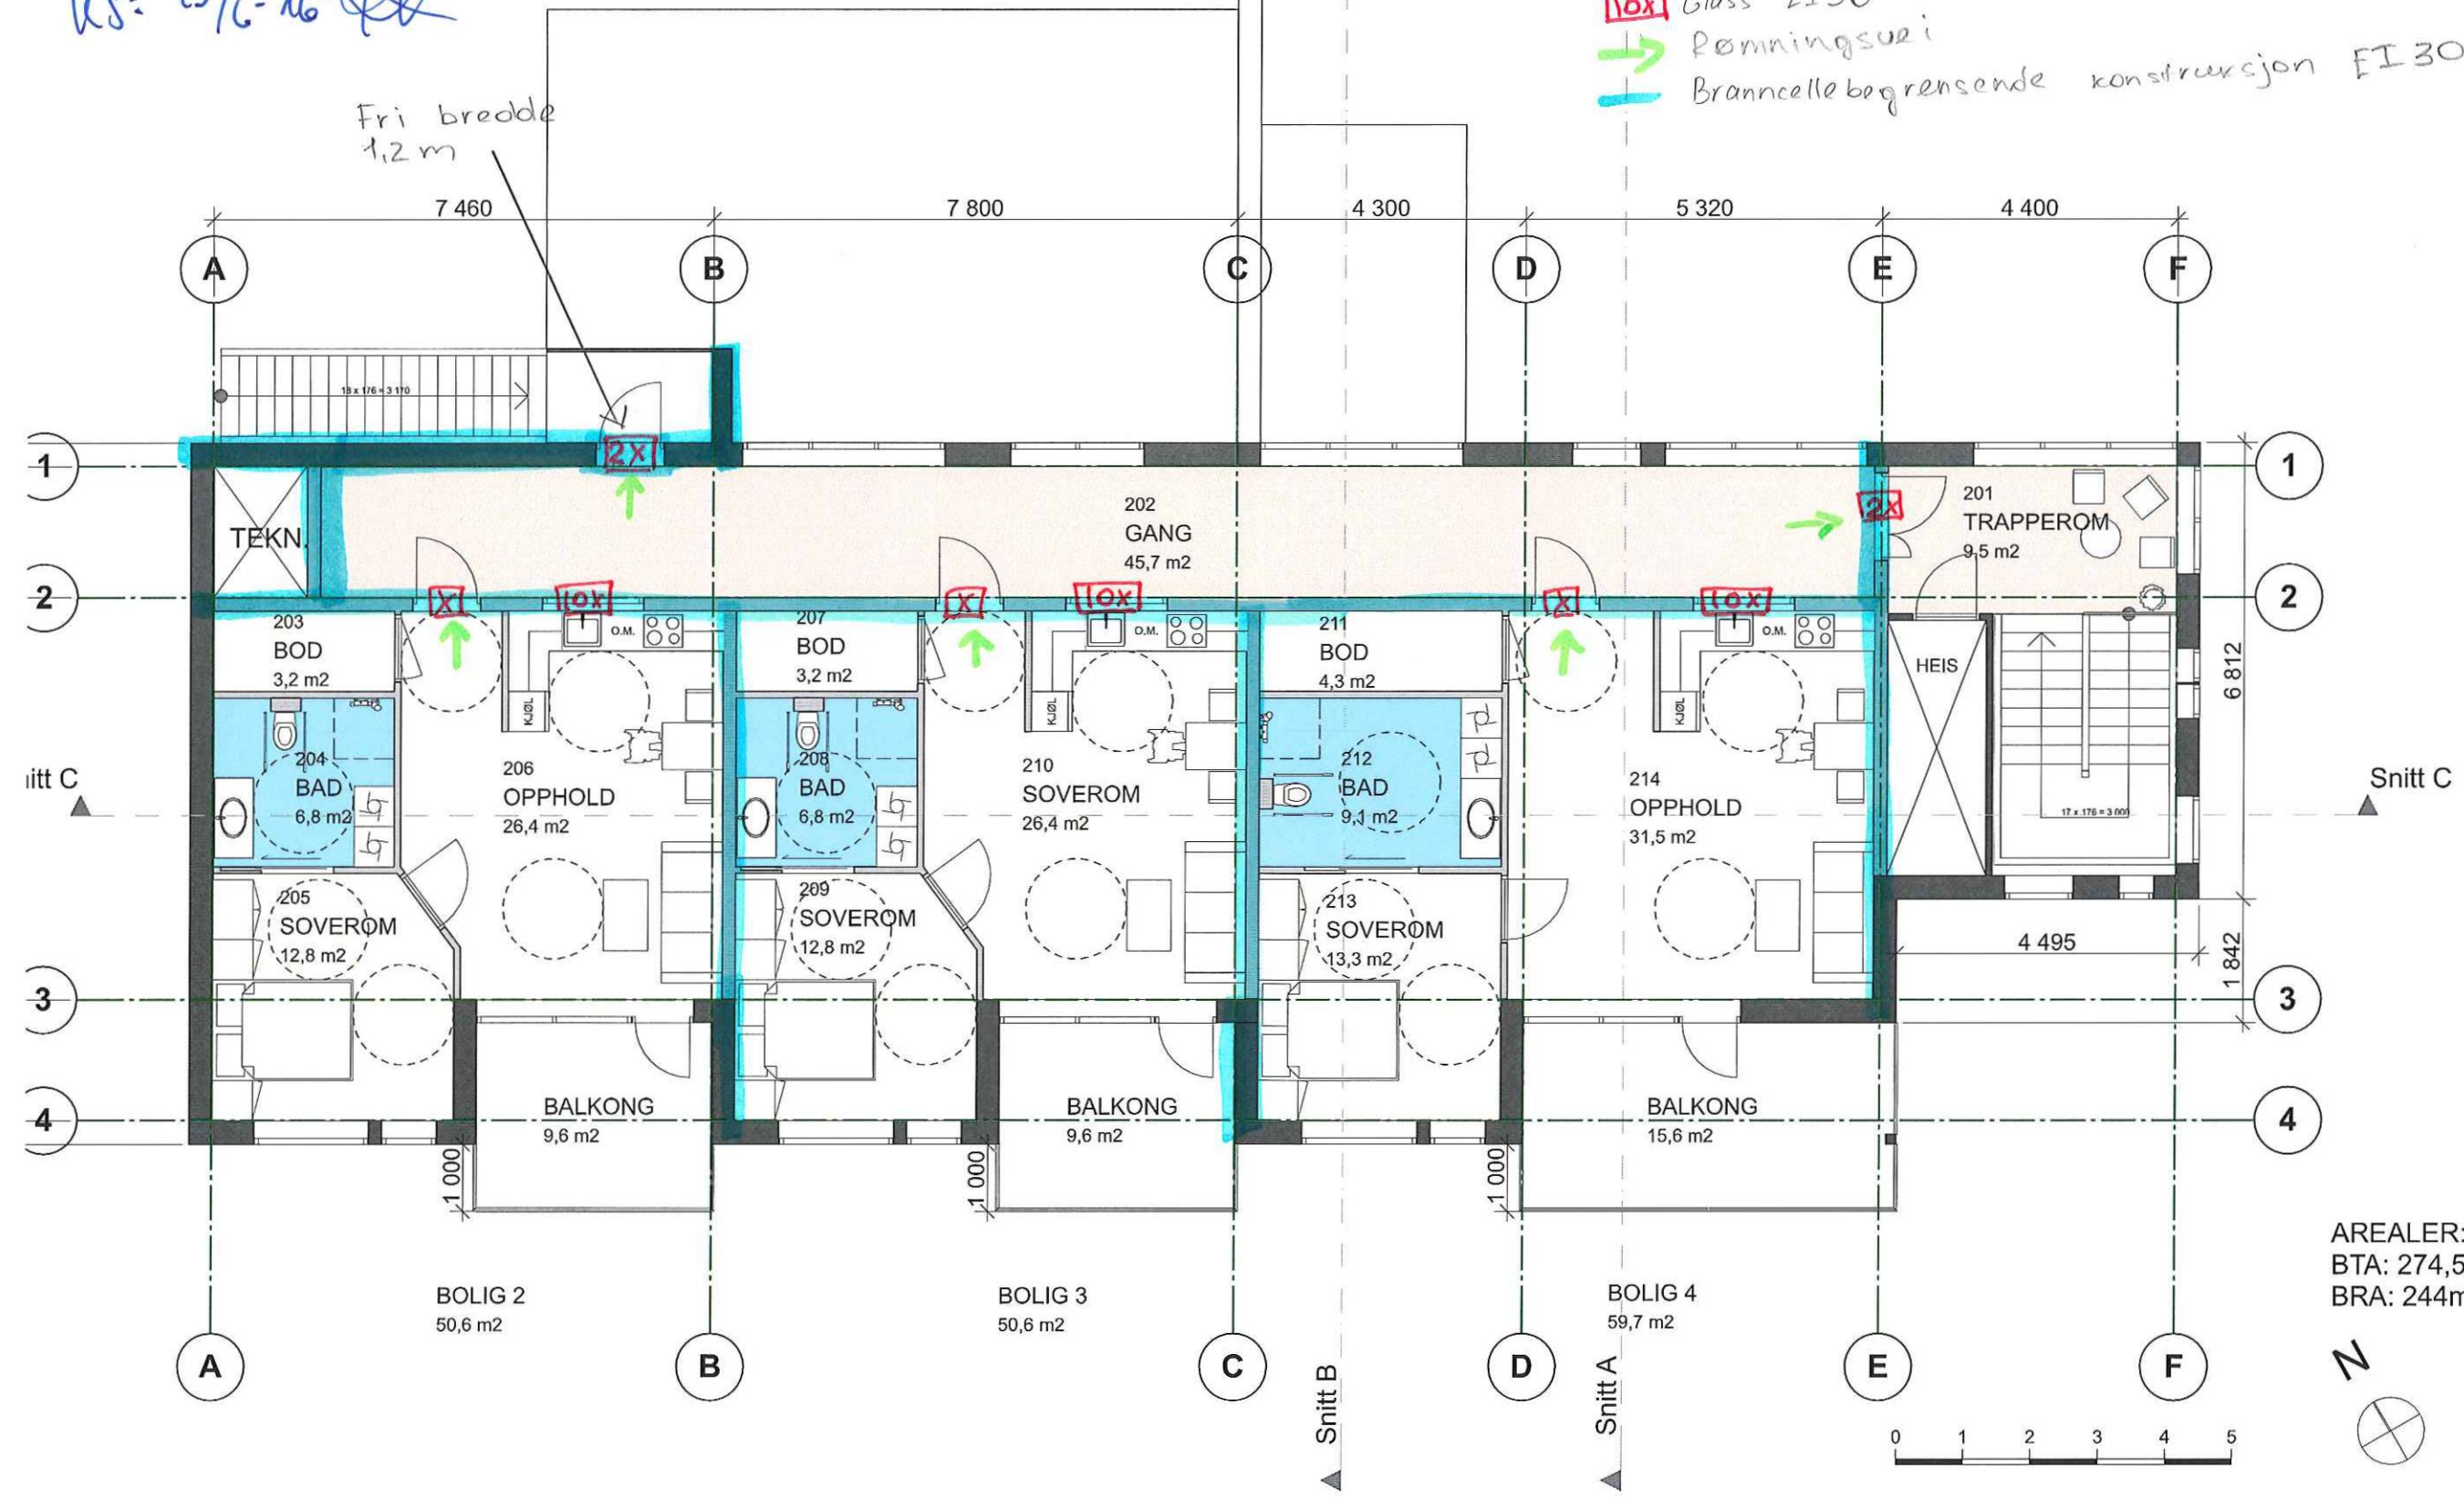 10X Glass EI30
Rømningsvei
Branncellebegrensende konstruksjon EI 30
Fri bredde
1,2 m
7 460
7 800
4 300
5 320
4 400
A
B
C
D
E
F
18 x 176 = 3 170
1
2X
1
TEKN.
202
GANG
45,7 m2
2X
201
TRAPPEROM
9,5 m2
2
X
10X
X
10X
X
10X
2
203
BOD
3,2 m2
O.M.
KJØL
207
BOD
3,2 m2
O.M.
KJØL
211
BOD
4,3 m2
O.M.
KJØL
HEIS
6 812
204
BAD
6,8 m2
206
OPPHOLD
26,4 m2
208
BAD
6,8 m2
210
SOVEROM
26,4 m2
212
BAD
9,1 m2
214
OPPHOLD
31,5 m2
17 x 176 = 3 000
nitt C
Snitt C
205
SOVEROM
12,8 m2
209
SOVEROM
12,8 m2
213
SOVEROM
13,3 m2
4 495
1 842
3
3
BALKONG
9,6 m2
BALKONG
9,6 m2
BALKONG
15,6 m2
4
4
1 000
1 000
1 000
BOLIG 2
50,6 m2
BOLIG 3
50,6 m2
BOLIG 4
59,7 m2
AREALER:
BTA: 274,5
BRA: 244m
A
B
C
D
E
F
Snitt B
Snitt A
N
0 1 2 3 4 5